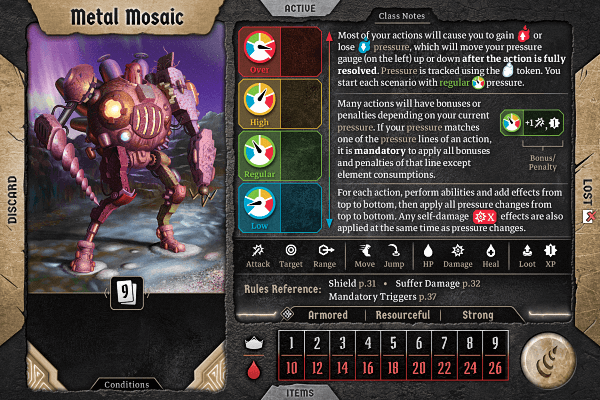 Metal Mosaic
ACTIVE
Class Notes
Most of your actions will cause you to gain or
lose pressure, which will move your pressure
gauge (on the left) up or down after the action is fully
resolved. Pressure is tracked using the token. You
start each scenario with regular pressure.
Over
High
Regular
Low
Many actions will have bonuses or
penalties depending on your current
pressure. If your pressure matches
one of the pressure lines of an action,
it is mandatory to apply all bonuses
and penalties of that line except
element consumptions.
+1
Bonus/
Penalty
For each action, perform abilities and add effects from
top to bottom, then apply all pressure changes from
top to bottom. Any self-damage X effects are also
applied at the same time as pressure changes.
Attack Target Range Move Jump HP Damage Heal Loot XP
Rules Reference: Shield p.31 • Suffer Damage p.32
Mandatory Triggers p.37
Armored | Resourceful | Strong
1 2 3 4 5 6 7 8 9
10 12 14 16 18 20 22 24 26
9
Conditions
DISCARD
LOST
ITEMS